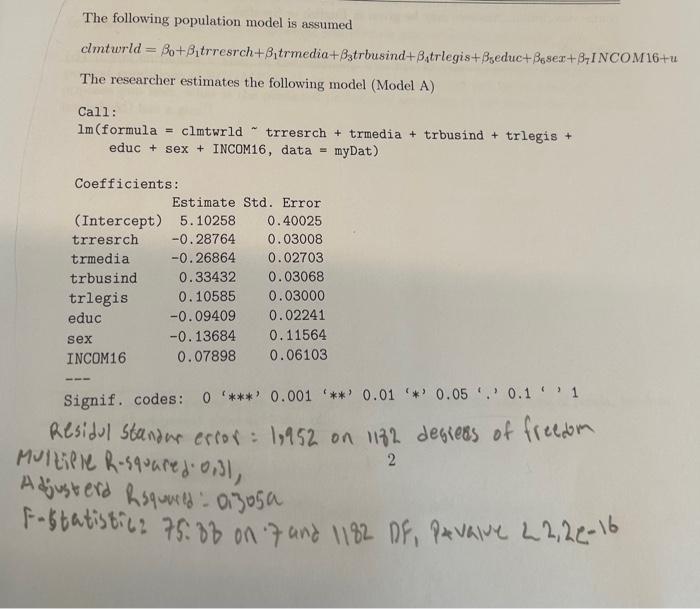 The following population model is assumed
clmtwrld = β0+β1trresrch+β1trmedia+β3trbusind+β4trlegis+β5educ+β6sex+β7INCOM16+u
The researcher estimates the following model (Model A)
Call:
lm(formula = clmtwrld ~ trresrch + trmedia + trbusind + trlegis +
educ + sex + INCOM16, data = myDat)
Coefficients:
Estimate Std. Error
(Intercept) 5.10258 0.40025
trresrch -0.28764 0.03008
trmedia -0.26864 0.02703
trbusind 0.33432 0.03068
trlegis 0.10585 0.03000
educ -0.09409 0.02241
sex -0.13684 0.11564
INCOM16 0.07898 0.06103
---
Signif. codes: 0 ‘***’ 0.001 ‘**’ 0.01 ‘*’ 0.05 ‘.’ 0.1 ‘ ’ 1
Residul standar error: 1,952 on 1182 degrees of freedom
Multiple R-squared: 0,31,
2
Adjusterd Rsquared: 0,305
F-Statistic: on 7 and 1182 DF, P-value < 2,2e-16